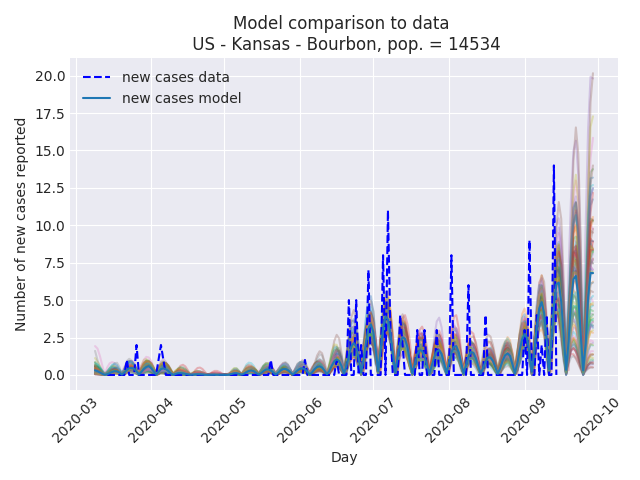 Model comparison to data
US - Kansas - Bourbon, pop. = 14534
new cases data
new cases model
Number of new cases reported
20.0
17.5
15.0
12.5
10.0
7.5
5.0
2.5
0.0
2020-03
2020-04
2020-05
2020-06
2020-07
2020-08
2020-09
2020-10
Day